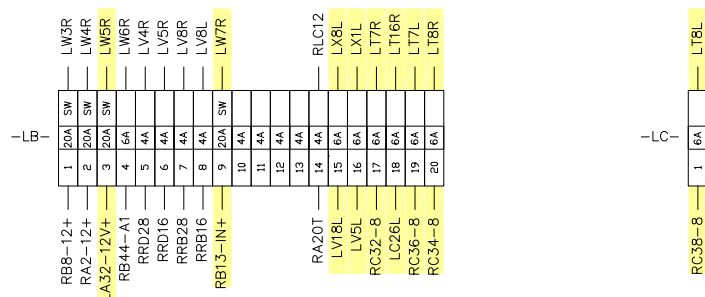 LW3R LW4R LW5R LW6R LV4R LV5R LV8R LV8L LW7R RLC12 LX8L LX1L LT7R LT16R LT7L LT8R LT8L
SW SW SW SW
-LB- 20A 20A 20A 6A 4A 4A 4A 4A 20A 4A 4A 4A 4A 4A 6A 6A 6A 6A 6A 6A -LC- 6A
1 2 3 4 5 6 7 8 9 10 11 12 13 14 15 16 17 18 19 20 1
RB8-12+ RA2-12+ LA32-12V+ RB44-A1 RRD28 RRD16 RRB28 RRB16 RB13-IN+ RA20T LV18L LV5L RC32-8 LC26L RC36-8 RC34-8 RC38-8